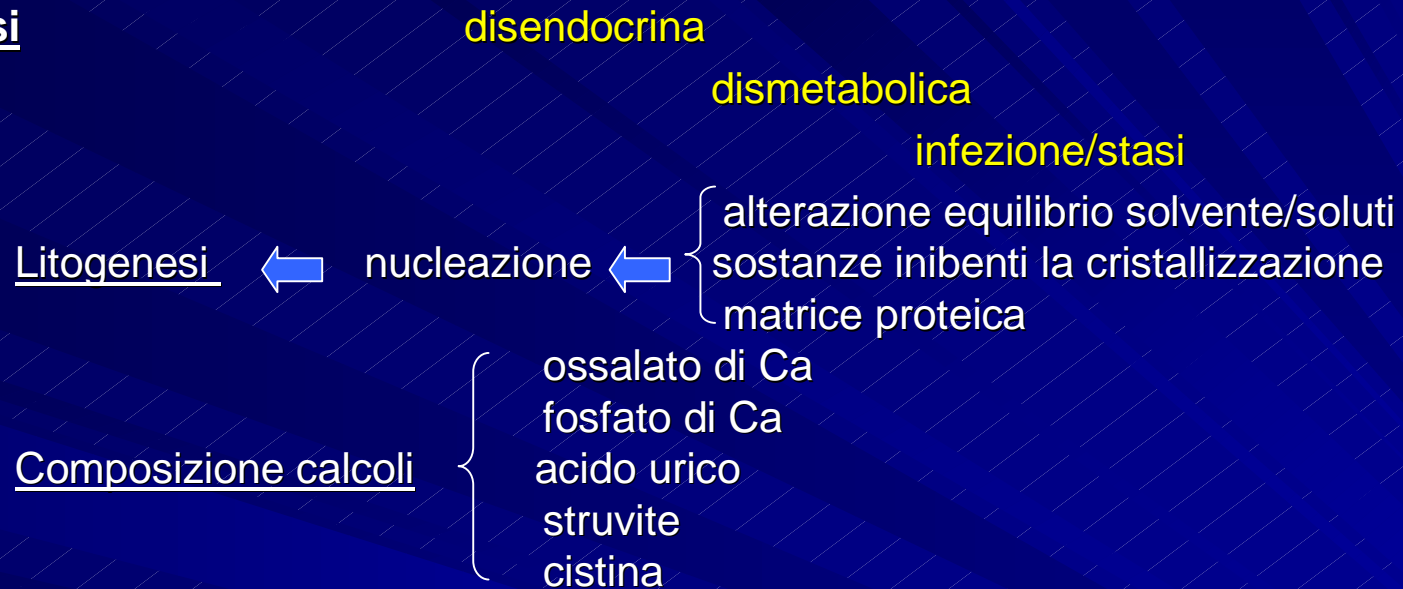 si disendocrina
dismetabolica
infezione/stasi
alterazione equilibrio solvente/soluti
Litogenesi nucleazione sostanze inibenti la cristallizzazione
matrice proteica
ossalato di Ca
fosfato di Ca
Composizione calcoli acido urico
struvite
cistina